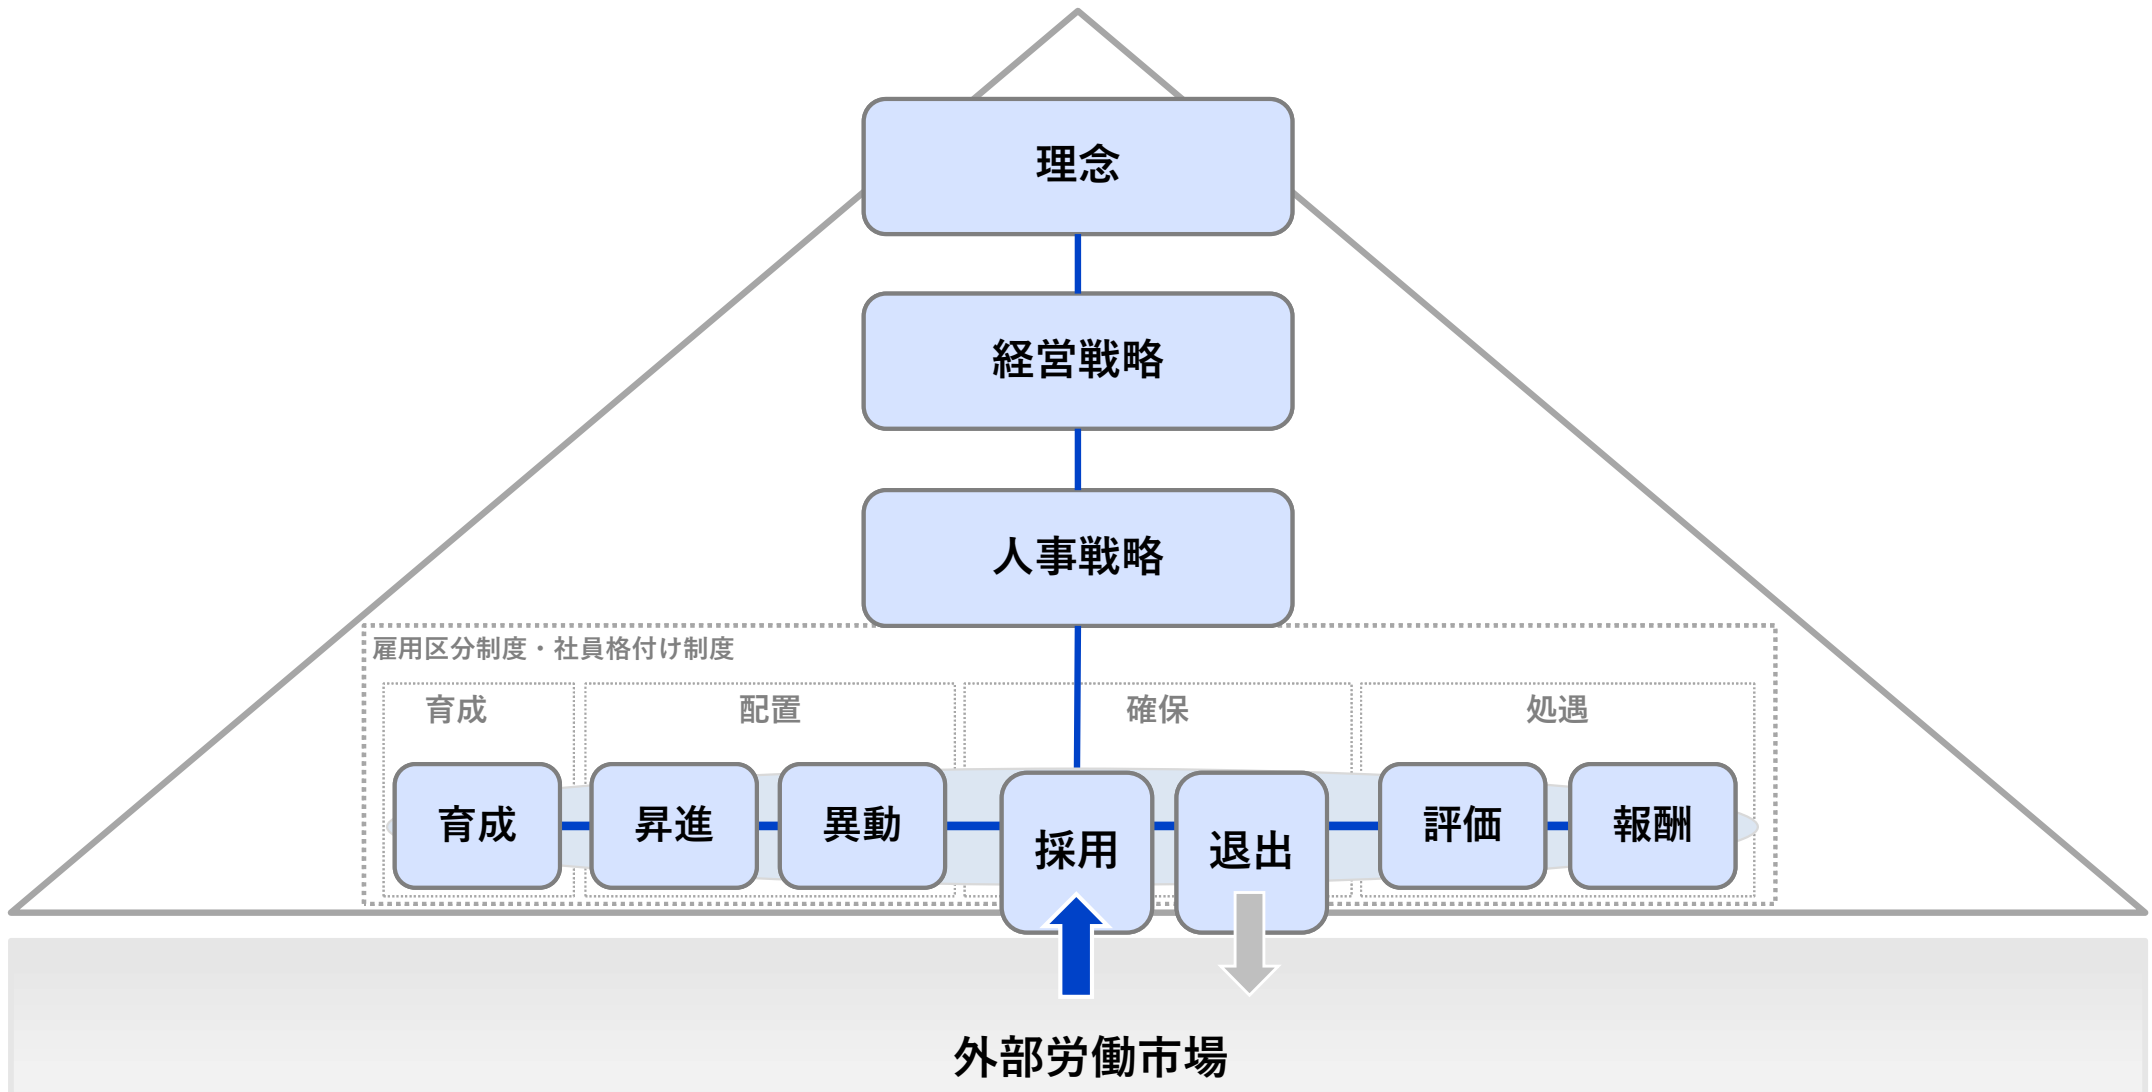 理念
経営戦略
人事戦略
雇用区分制度・社員格付け制度
育成
配置
確保
処遇
育成
昇進
異動
採用
退出
評価
報酬
外部労働市場